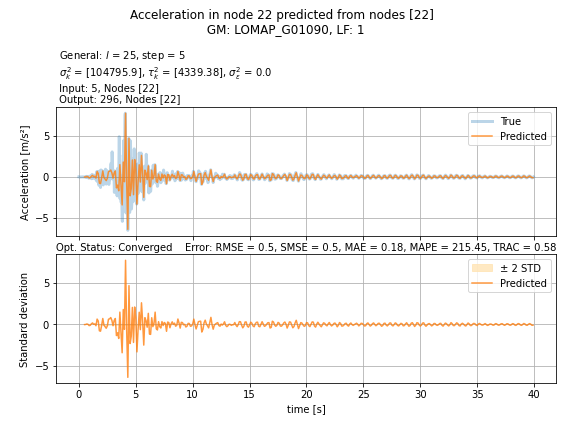 Acceleration in node 22 predicted from nodes [22]
GM: LOMAP_G01090, LF: 1
General: l = 25, step = 5
σ²ₖ = [104795.9], τ²ₖ = [4339.38], σ²ε = 0.0
Input: 5, Nodes [22]
Output: 296, Nodes [22]
Acceleration [m/s²]
5
0
−5
True
Predicted
Opt. Status: Converged Error: RMSE = 0.5, SMSE = 0.5, MAE = 0.18, MAPE = 215.45, TRAC = 0.58
Standard deviation
5
0
−5
± 2 STD
Predicted
0 5 10 15 20 25 30 35 40
time [s]